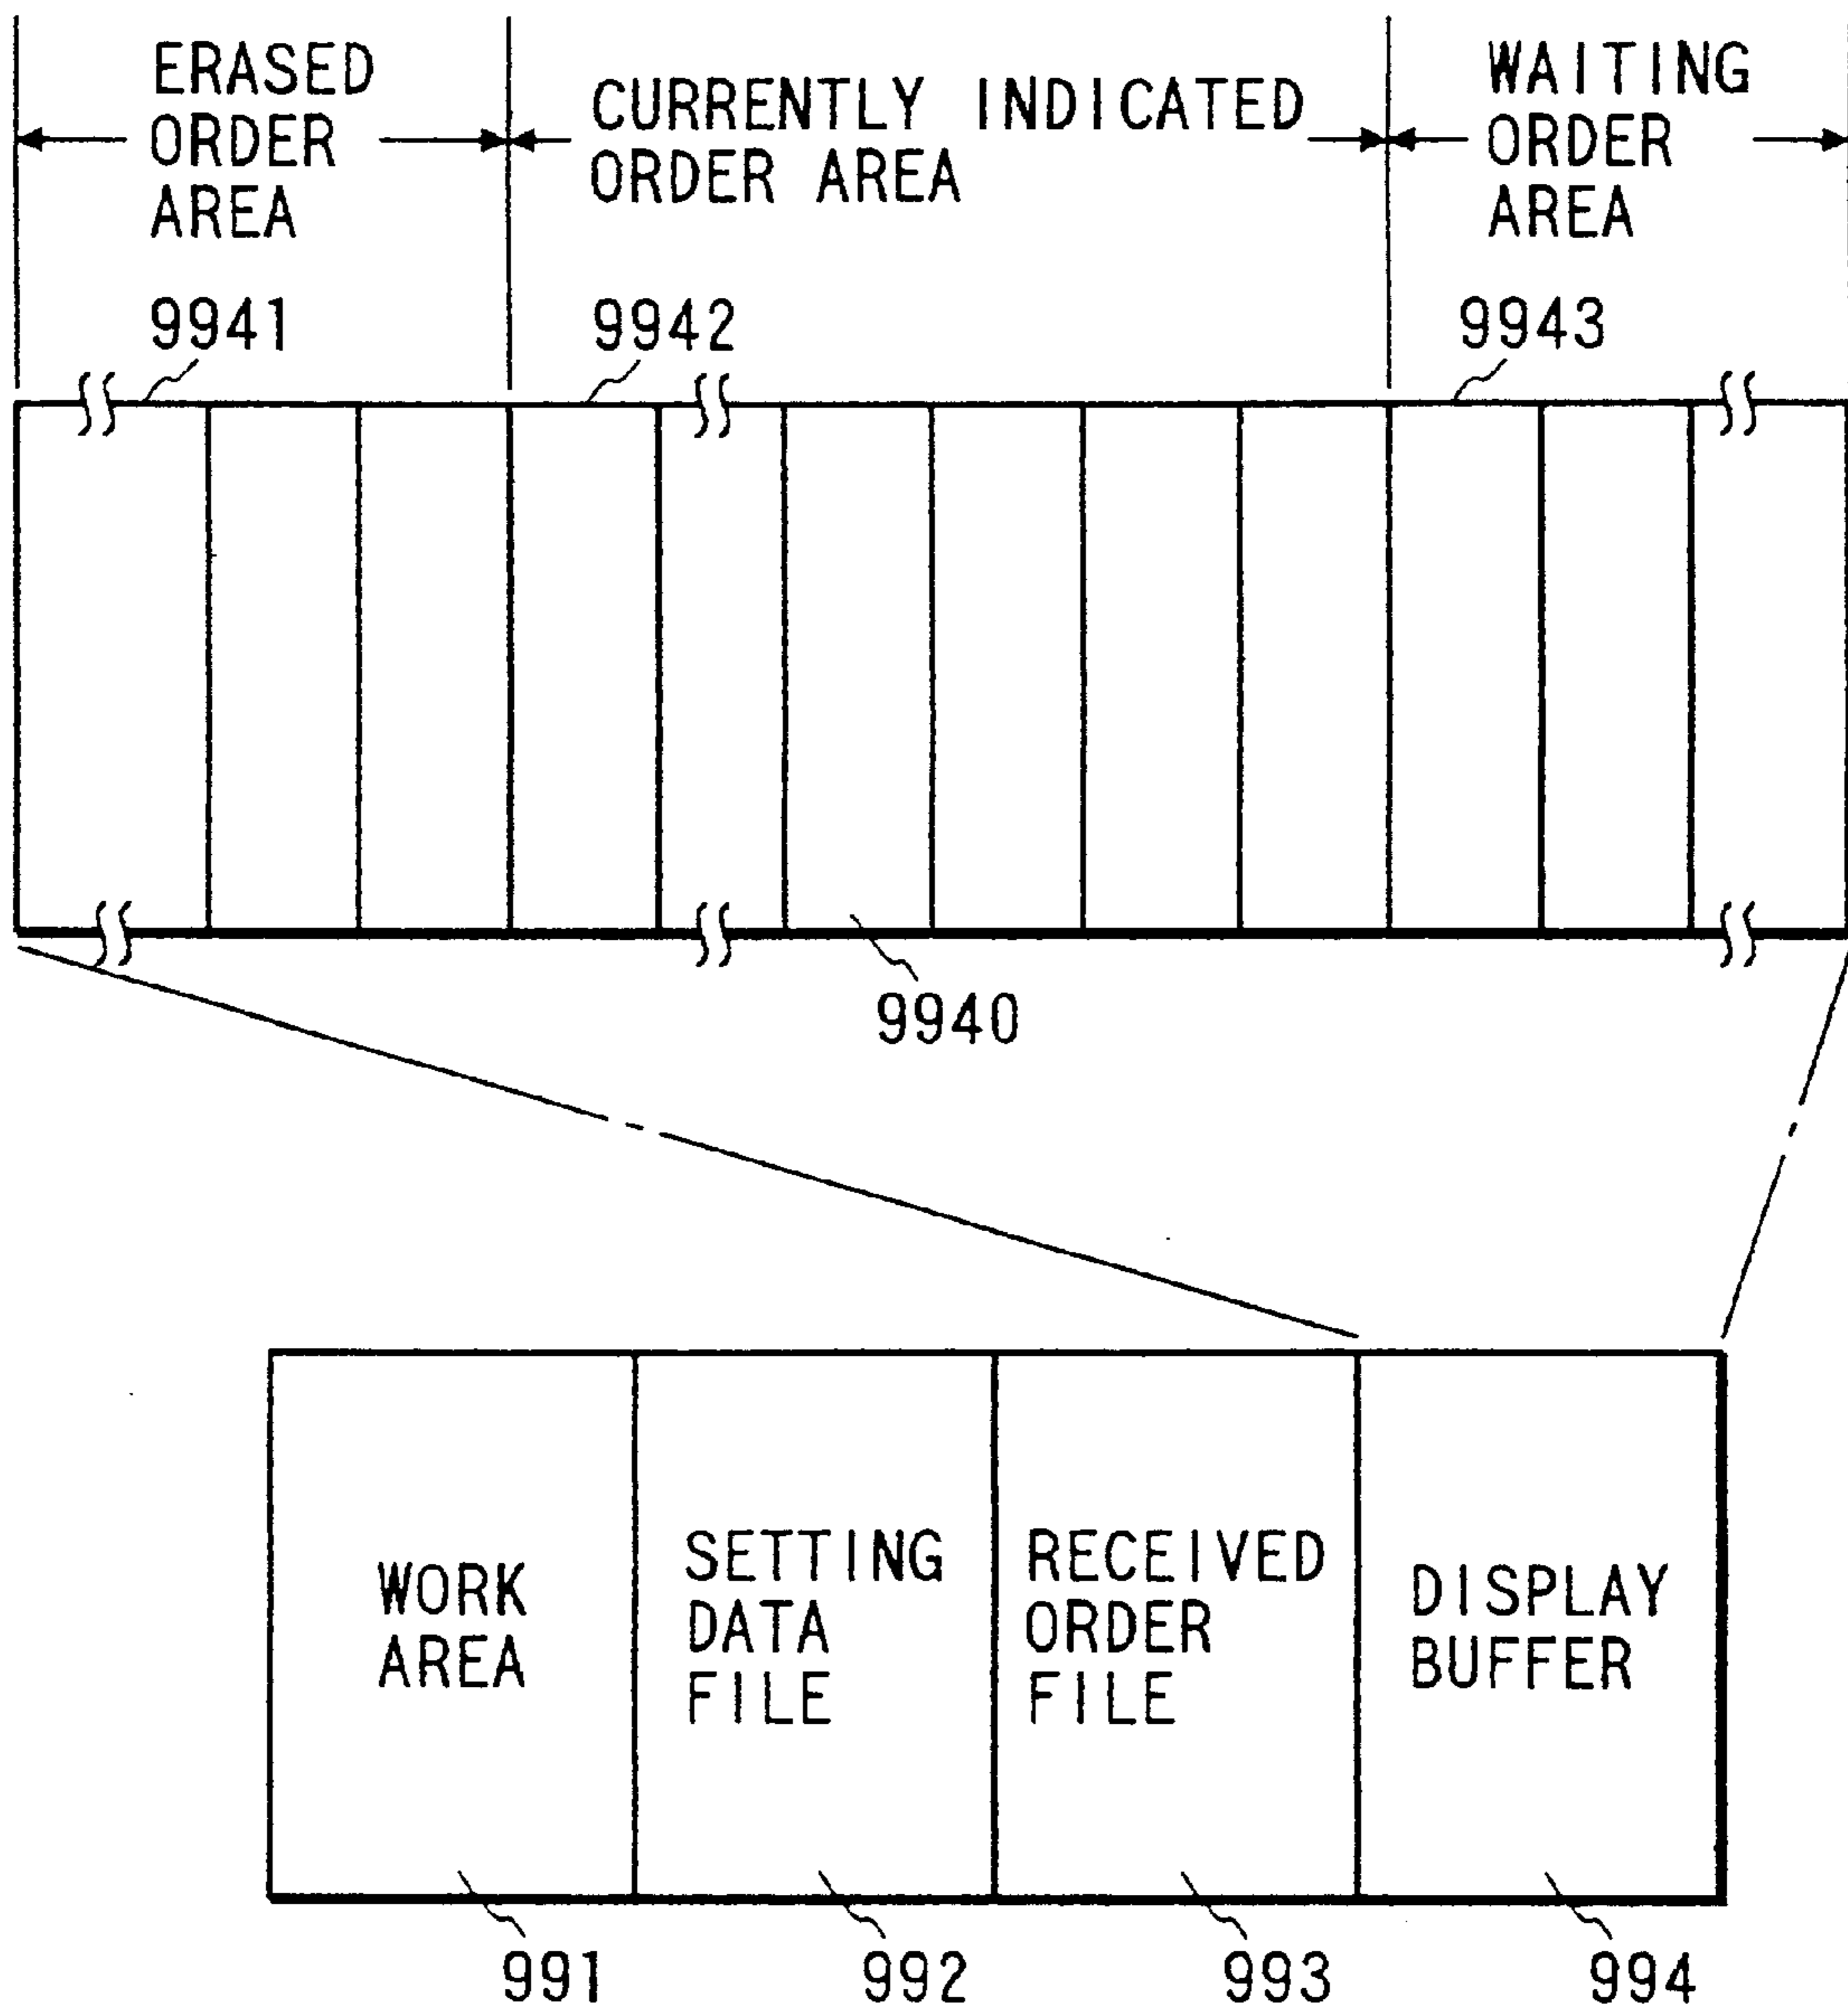 ERASED
ORDER
AREA
CURRENTLY INDICATED
ORDER AREA
WAITING
ORDER
AREA
9941
9942
9943
9940
WORK
AREA
SETTING
DATA
FILE
RECEIVED
ORDER
FILE
DISPLAY
BUFFER
991
992
993
994